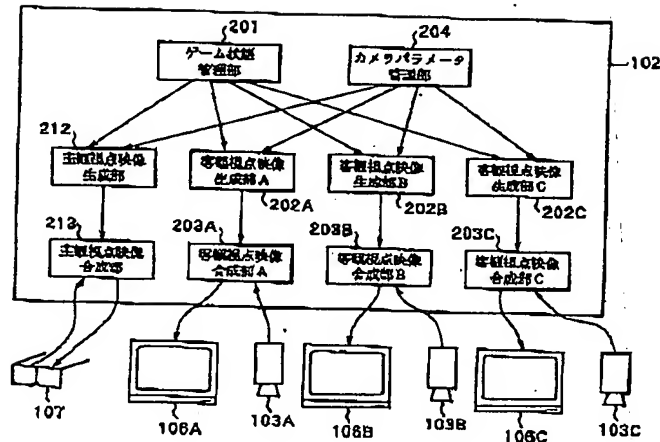 201
204
ゲーム状態
管理部
カメラパラメータ
管理部
102
212
主観視点映像
生成部
客観視点映像
生成部A
客観視点映像
生成部B
客観視点映像
生成部C
202A
202B
202C
213
203A
203B
203C
主観視点映像
合成部
客観視点映像
合成部A
客観視点映像
合成部B
客観視点映像
合成部C
107
106A
103A
106B
103B
106C
103C